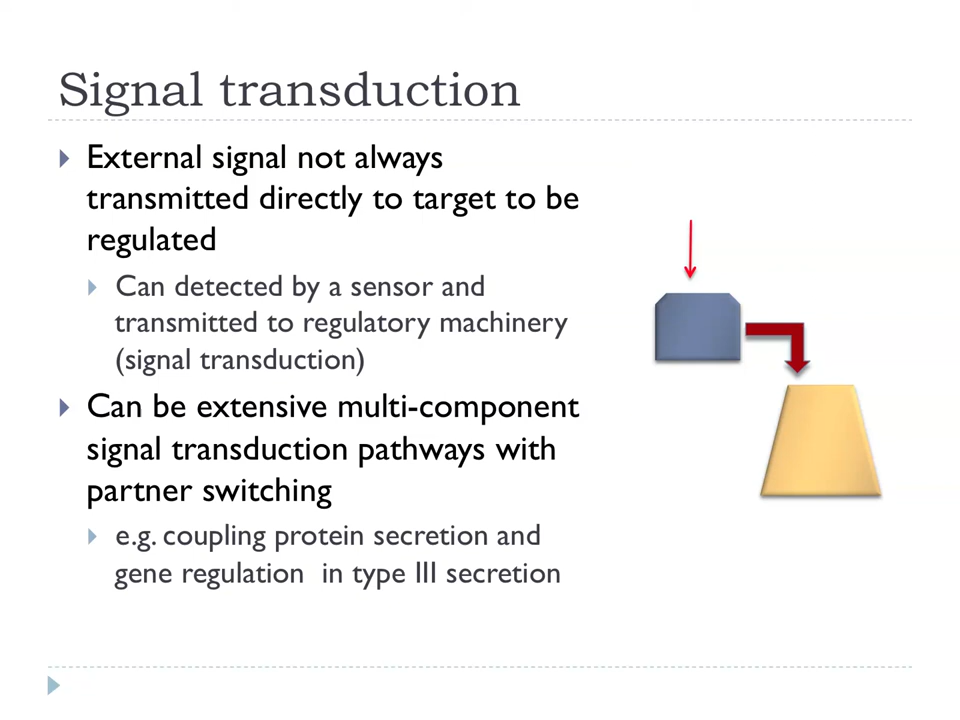 Signal transduction
External signal not always
transmitted directly to target to be
regulated
Can detected by a sensor and
transmitted to regulatory machinery
(signal transduction)
Can be extensive multi-component
signal transduction pathways with
partner switching
e.g. coupling protein secretion and
gene regulation  in type III secretion